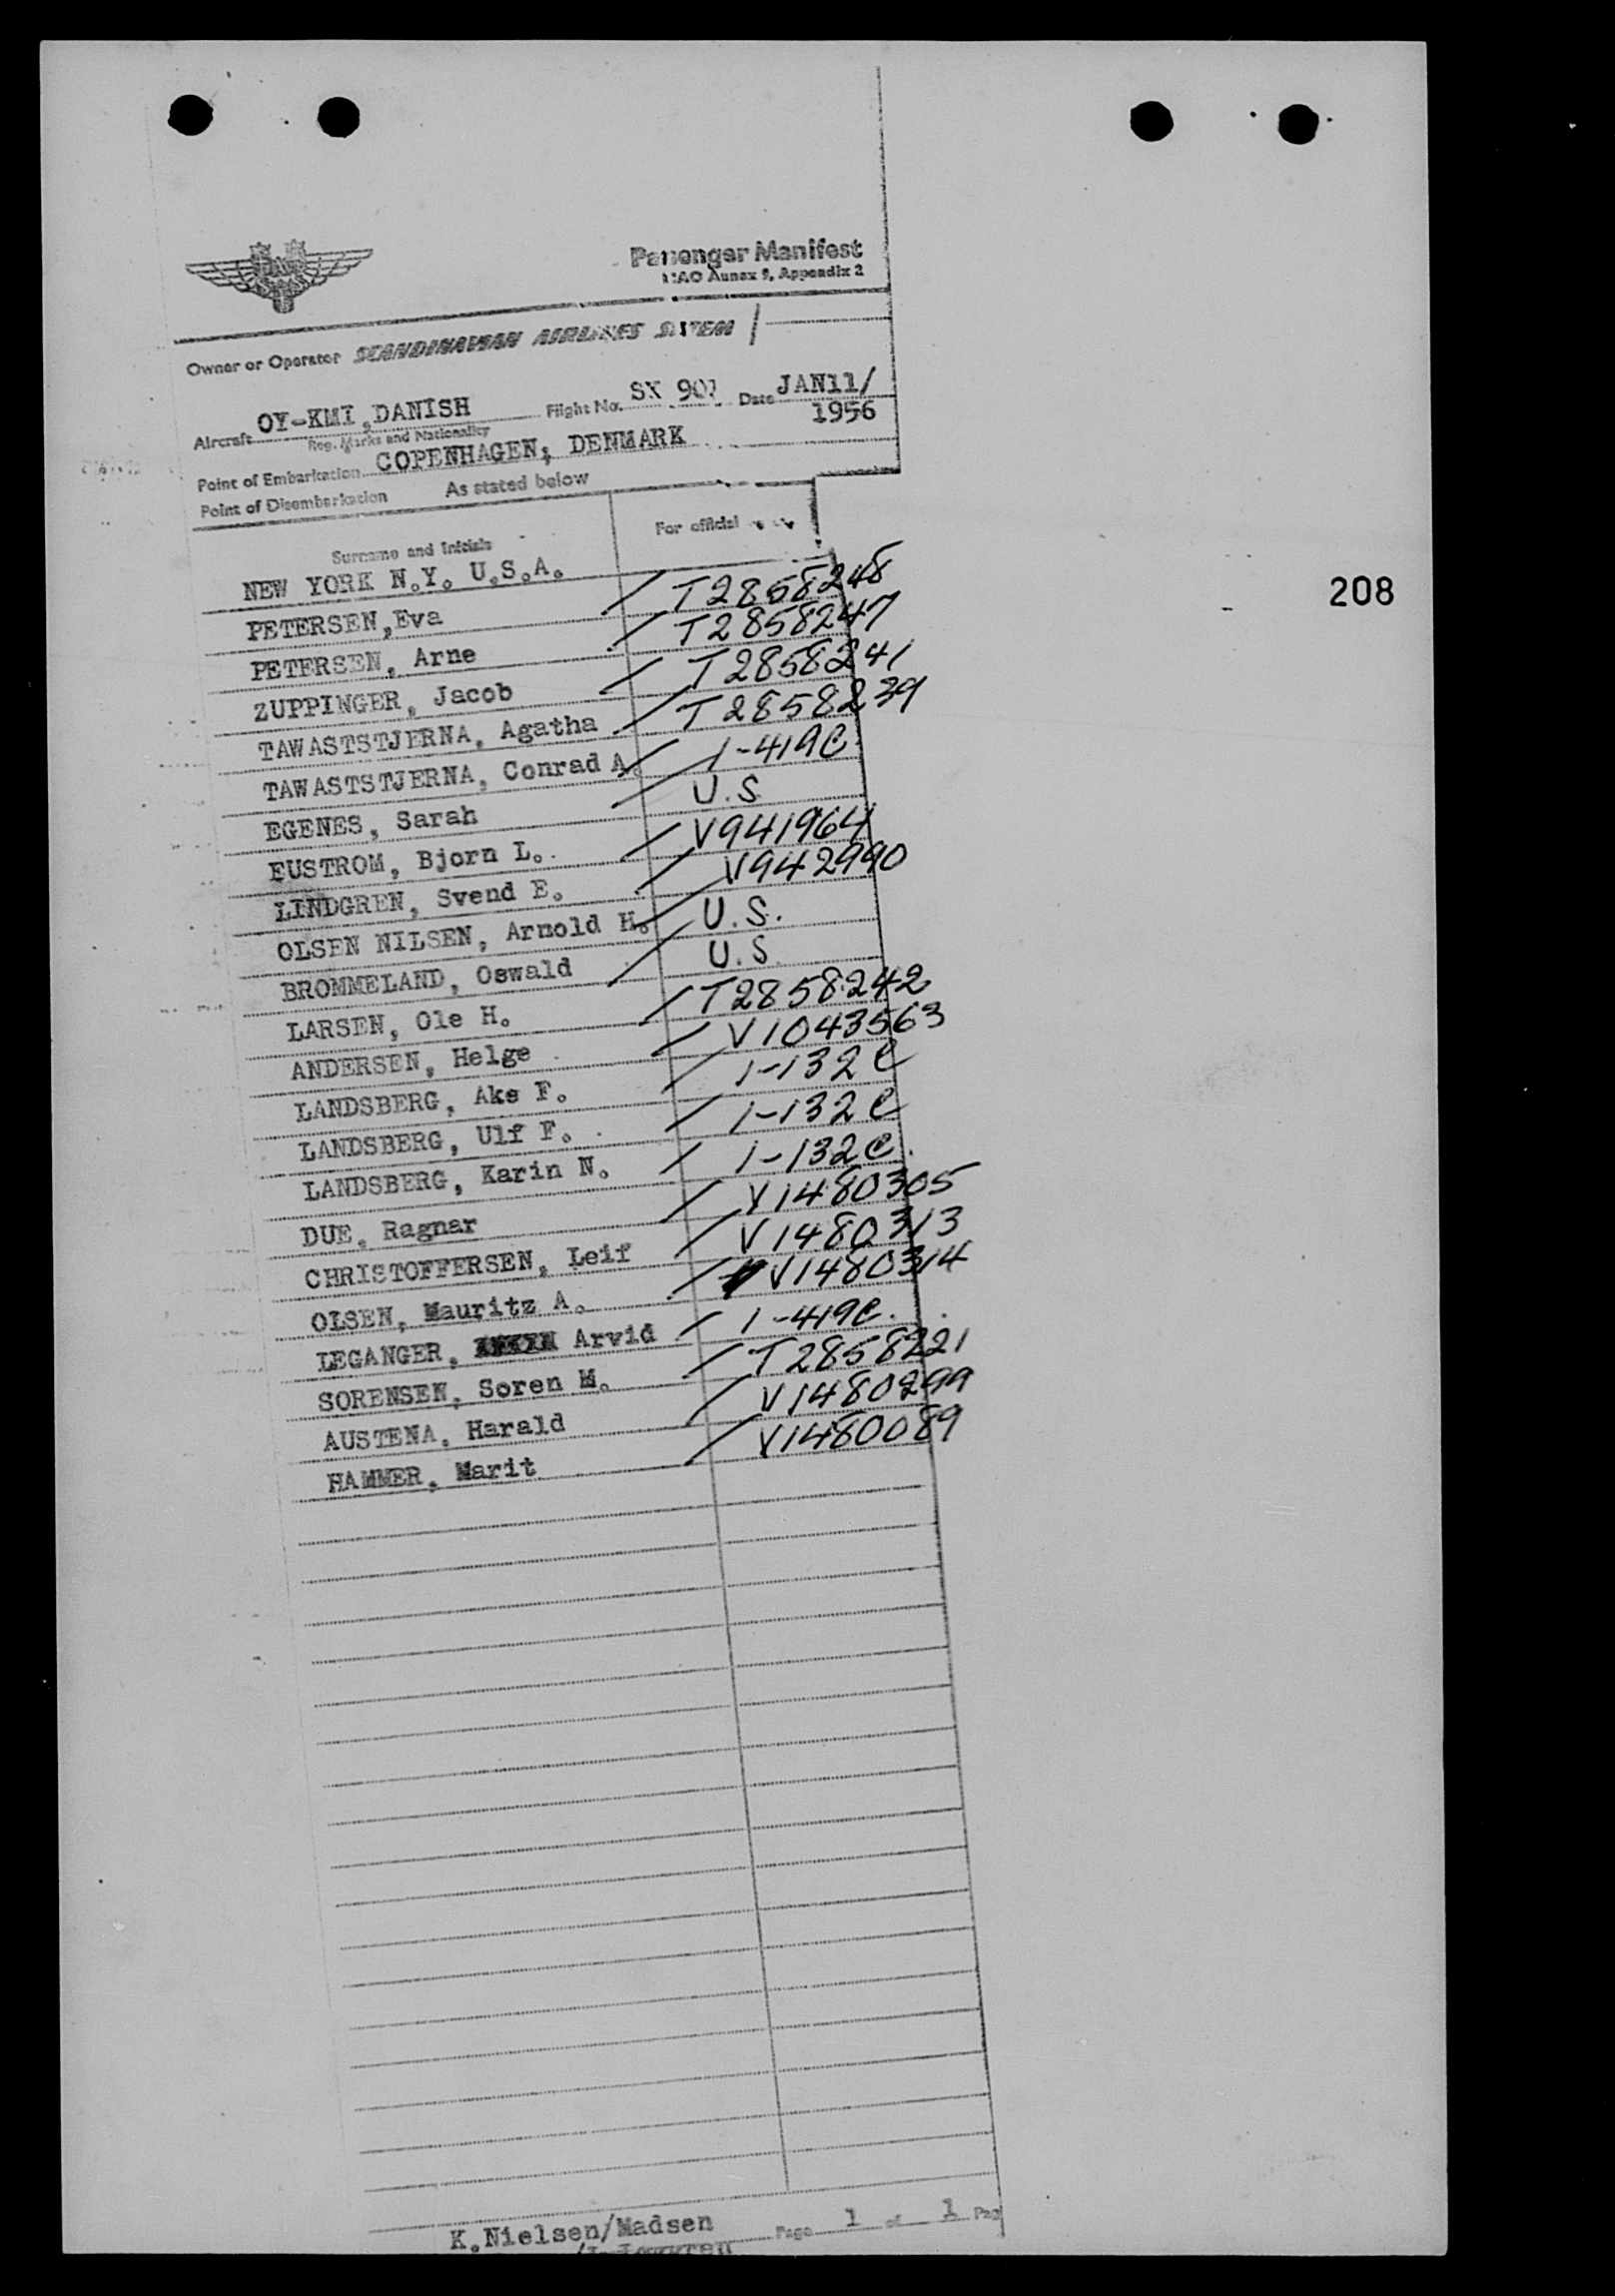 Passenger Manifest
ICAO Annex 9, Appendix 2
Owner or Operator SCANDINAVIAN AIRLINES SYSTEM
Aircraft OY-KMI, DANISH Flight No. SK 901 Date JAN11/
1956
Reg. Marks and Nationality
Point of Embarkation COPENHAGEN, DENMARK
Point of Disembarkation As stated below
Surname and Initials For official
NEW YORK N.Y. U.S.A.
208
PETERSEN, Eva / T2858248
PETERSEN, Arne / T2858247
ZUPPINGER, Jacob / T2858241
TAWASTSTJERNA, Agatha / T2858239
TAWASTSTJERNA, Conrad A. / 1-419C
EGENES, Sarah / U.S.
EUSTROM, Bjorn L. / V941964
LINDGREN, Svend E. / V942990
OLSEN NILSEN, Arnold H. / U.S.
BROMMELAND, Oswald / U.S.
LARSEN, Ole H. / T2858242
ANDERSEN, Helge / V1043563
LANDSBERG, Ake F. / 1-132C
LANDSBERG, Ulf F. / 1-132C
LANDSBERG, Karin N. / 1-132C
DUE, Ragnar / V1480305
CHRISTOFFERSEN, Leif / V1480313
OLSEN, Mauritz A. / V1480314
LEGANGER, Arvid / 1-419C
SORENSEN, Soren M. / T2858221
AUSTENA, Harald / V1480299
HAMMER, Marit / V1480089
K.Nielsen/Madsen Page 1 of 1 Pag